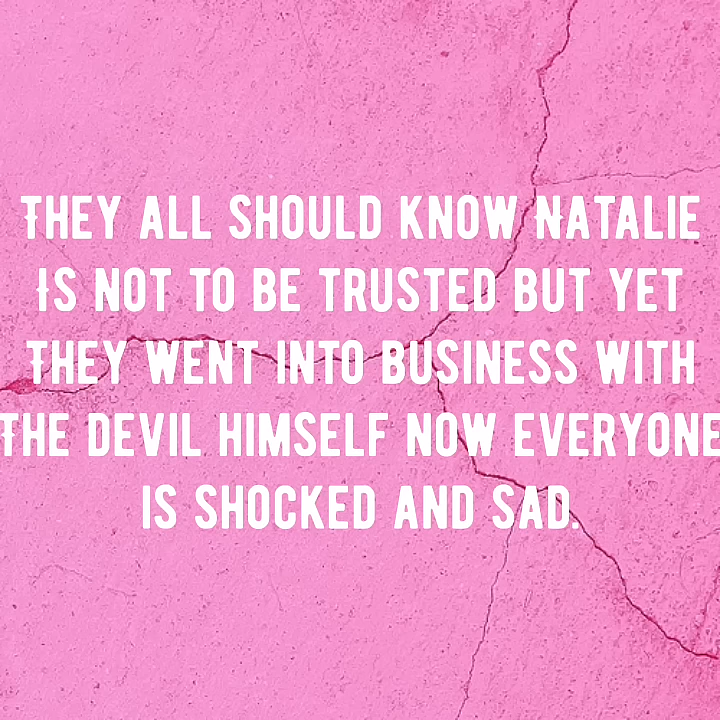 They all should know Natalie
Is not to be trusted but yet
They went into business with
The Devil himself now everyone
is shocked and sad.